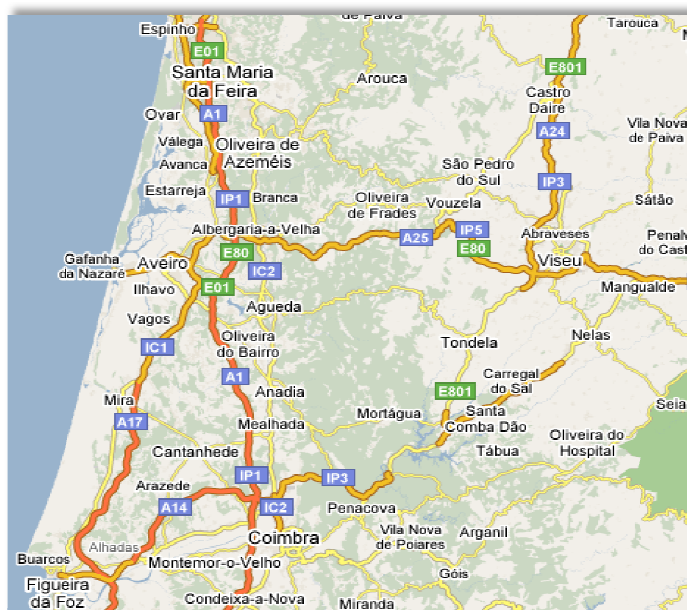 de Paiva
Tarouca
Espinho
E01
Santa Maria
da Feira
Arouca
E801
Castro
Daire
Ovar
A1
Vila Nova
de Paiva
A24
Válega
Oliveira de
Azeméis
Avanca
São Pedro
do Sul
IP3
Estarreja
IP1
Branca
Oliveira
de Frades
Vouzela
Sátão
Albergaria-a-Velha
A25
IP5
E80
Abraveses
Penalv
do Cast
E80
Gafanha
da Nazaré
Aveiro
IC2
Viseu
Ilhavo
E01
Mangualde
Vagos
Agueda
Oliveira
do Bairro
Tondela
Nelas
IC1
A1
Carregal
do Sal
E801
Anadia
Mira
Seia
A17
Mealhada
Mortágua
Santa
Comba Dão
Oliveira do
Hospital
Cantanhede
Tábua
IP1
IP3
Arazede
A14
IC2
Penacova
Alhadas
Coimbra
Vila Nova
de Poiares
Arganil
Buarcos
Montemor-o-Velho
Góis
Figueira
da Foz
Condeixa-a-Nova
Miranda